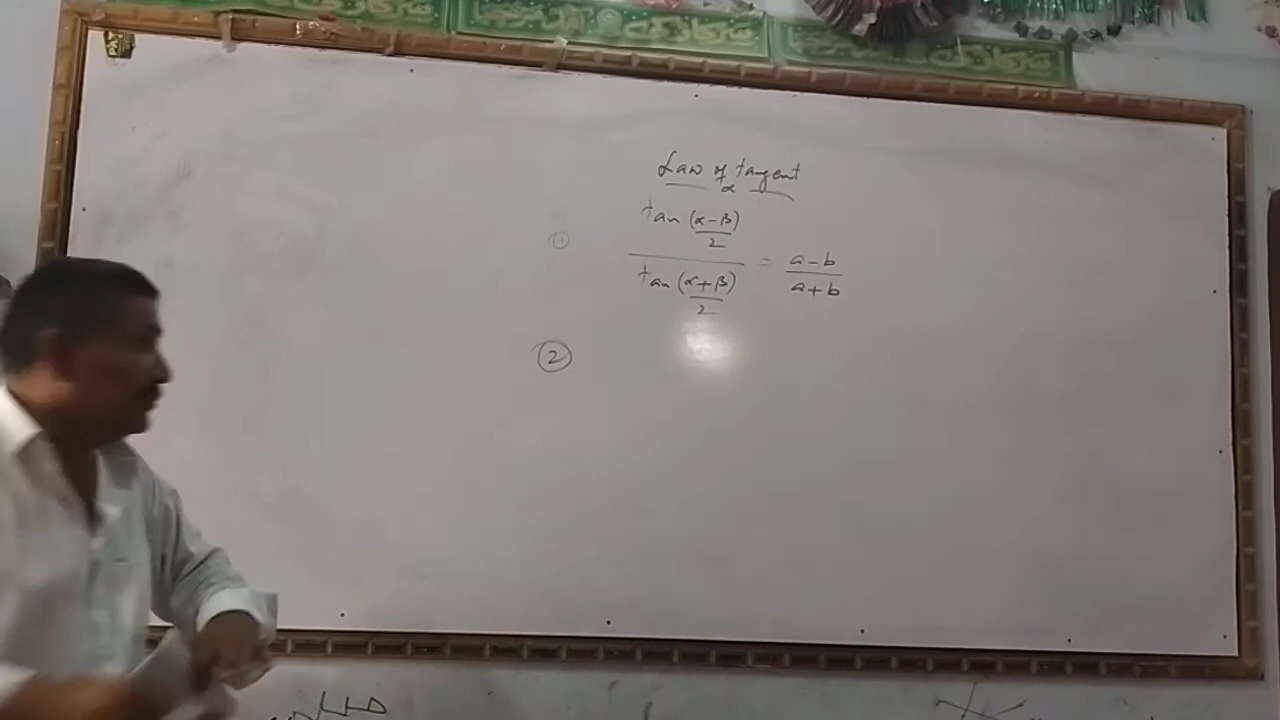 Law of tangent
α
① tan (α-β)/2 / tan (α+β)/2 = a-b / a+b
②